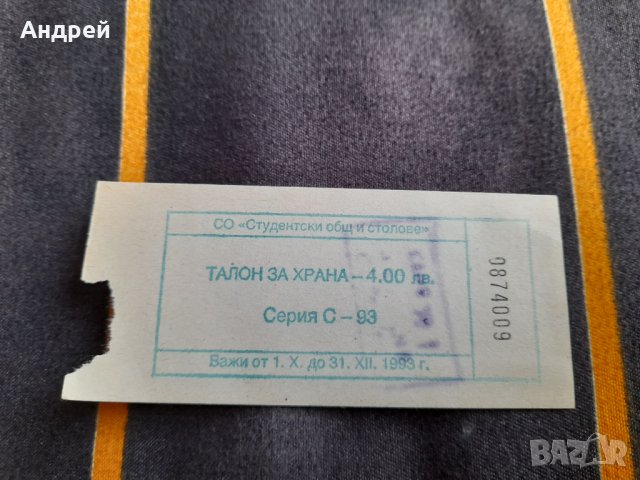 Андрей
СО «Студентски общ и столове»
ТАЛОН ЗА ХРАНА – 4.00 лв.
Серия С – 93
Важи от 1. X. до 31. XII. 1993 г.
0874009
BAZAR